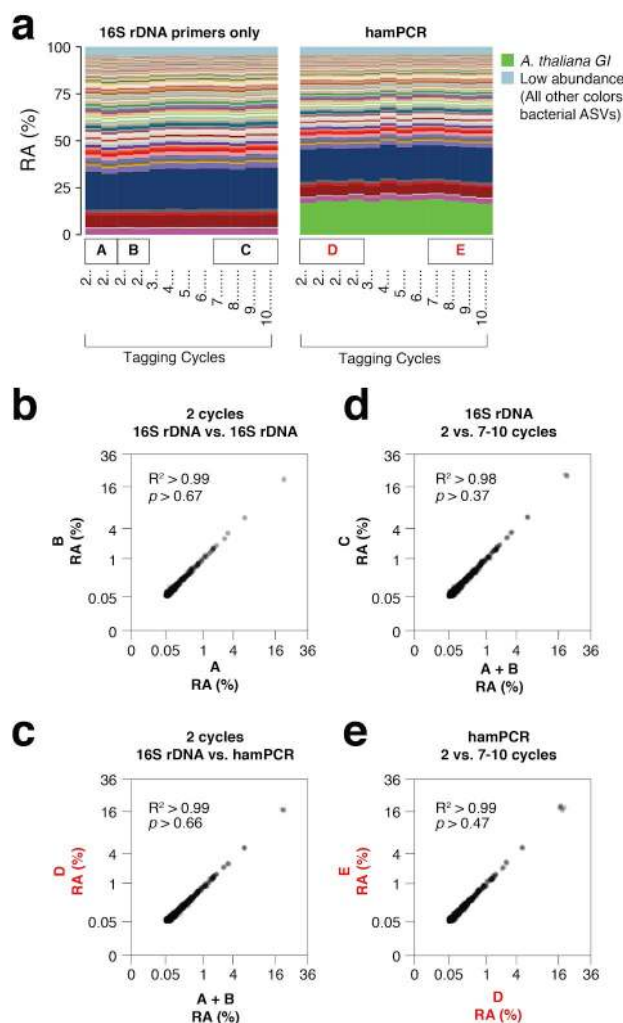 a
16S rDNA primers only
hamPCR
100
75
50
25
0
RA (%)
A. thaliana GI
Low abundance
(All other colors
bacterial ASVs)
A
B
C
D
E
2...
2...
2...
2...
3...
4...
5...
6...
7...
8...
9...
10...
2...
2...
2...
2...
3...
4...
5...
6...
7...
8...
9...
10...
Tagging Cycles
Tagging Cycles
b
2 cycles
16S rDNA vs. 16S rDNA
36
16
4
1
0.05
0
B
RA (%)
R² > 0.99
p > 0.67
0 0.05 1 4 16 36
A
RA (%)
d
16S rDNA
2 vs. 7-10 cycles
36
16
4
1
0.05
0
C
RA (%)
R² > 0.98
p > 0.37
0 0.05 1 4 16 36
A + B
RA (%)
c
2 cycles
16S rDNA vs. hamPCR
36
16
4
1
0.05
0
D
RA (%)
R² > 0.99
p > 0.66
0 0.05 1 4 16 36
A + B
RA (%)
e
hamPCR
2 vs. 7-10 cycles
36
16
4
1
0.05
0
E
RA (%)
R² > 0.99
p > 0.47
0 0.05 1 4 16 36
D
RA (%)